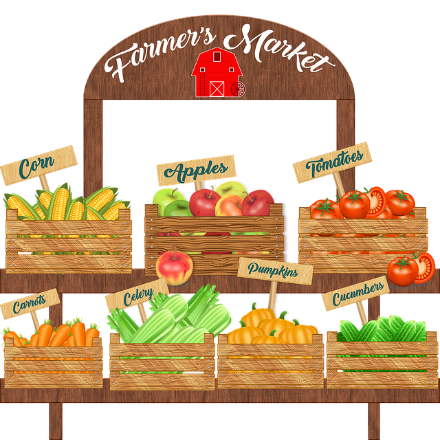 Farmer's Market
Corn
Apples
Tomatoes
Carrots
Celery
Pumpkins
Cucumbers